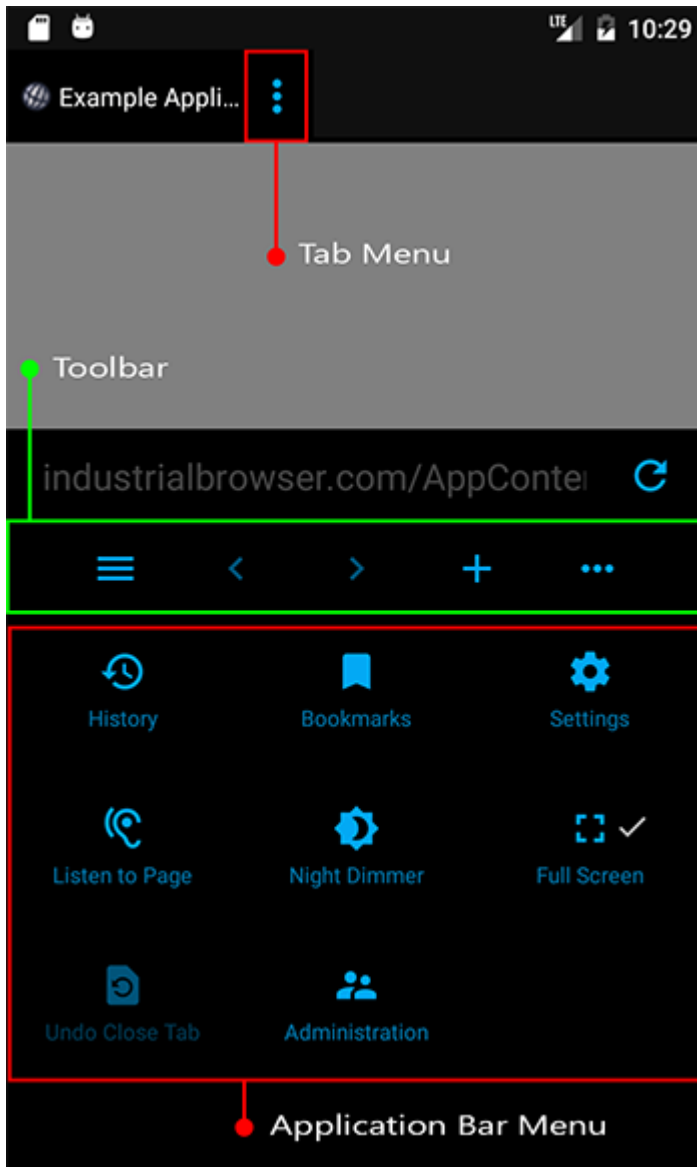 LTE 10:29
Example Appli...
Tab Menu
Toolbar
industrialbrowser.com/AppConte
History Bookmarks Settings
Listen to Page Night Dimmer Full Screen
Undo Close Tab Administration
Application Bar Menu